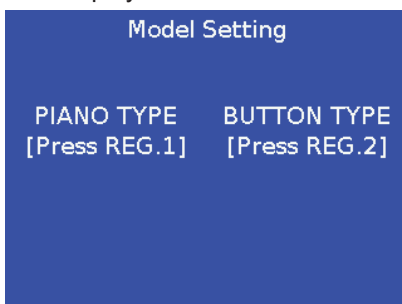 Model Setting
PIANO TYPE BUTTON TYPE
[Press REG.1] [Press REG.2]